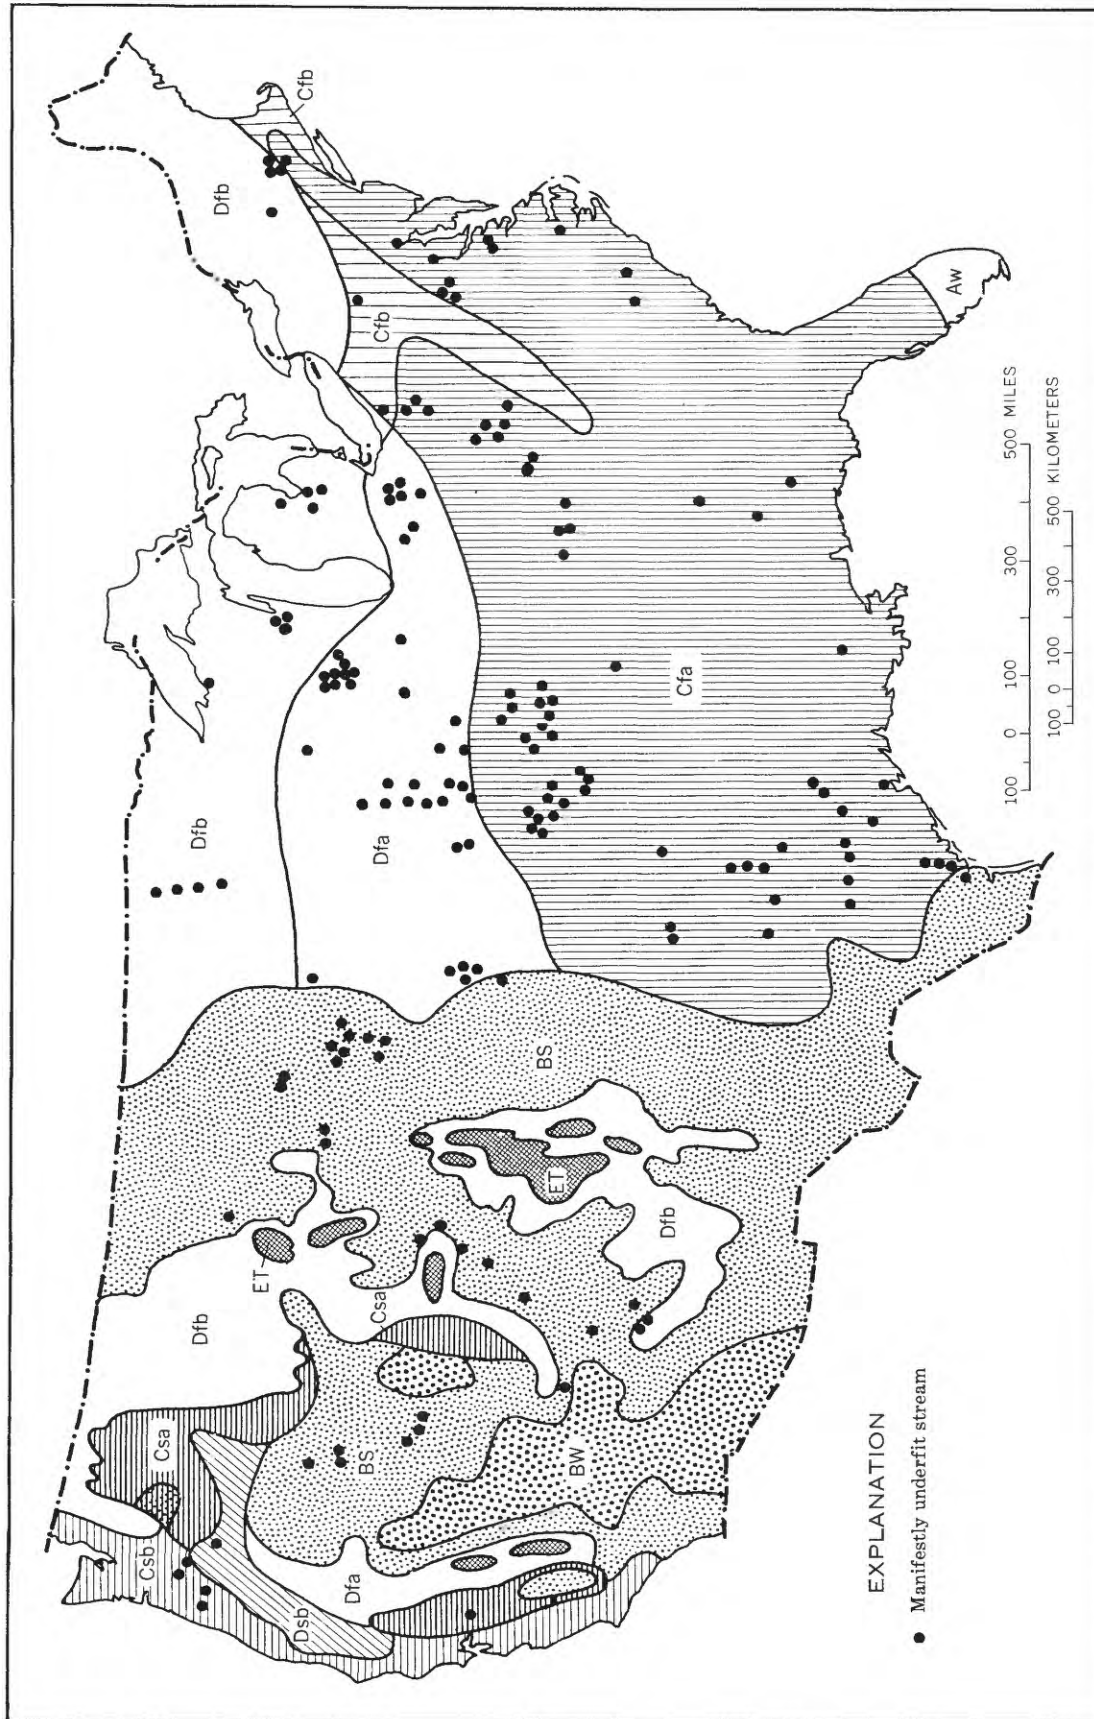 Csb
Csa
Dfb
ET
Dfb
Dfb
Cfb
Dsb
Dfa
BS
Csa
BS
Dfa
Cfb
BW
Dfb
ET
Cfa
Aw
EXPLANATION
Manifestly underfit stream
100 0 100 300 500 MILES
100 0 100 300 500 KILOMETERS